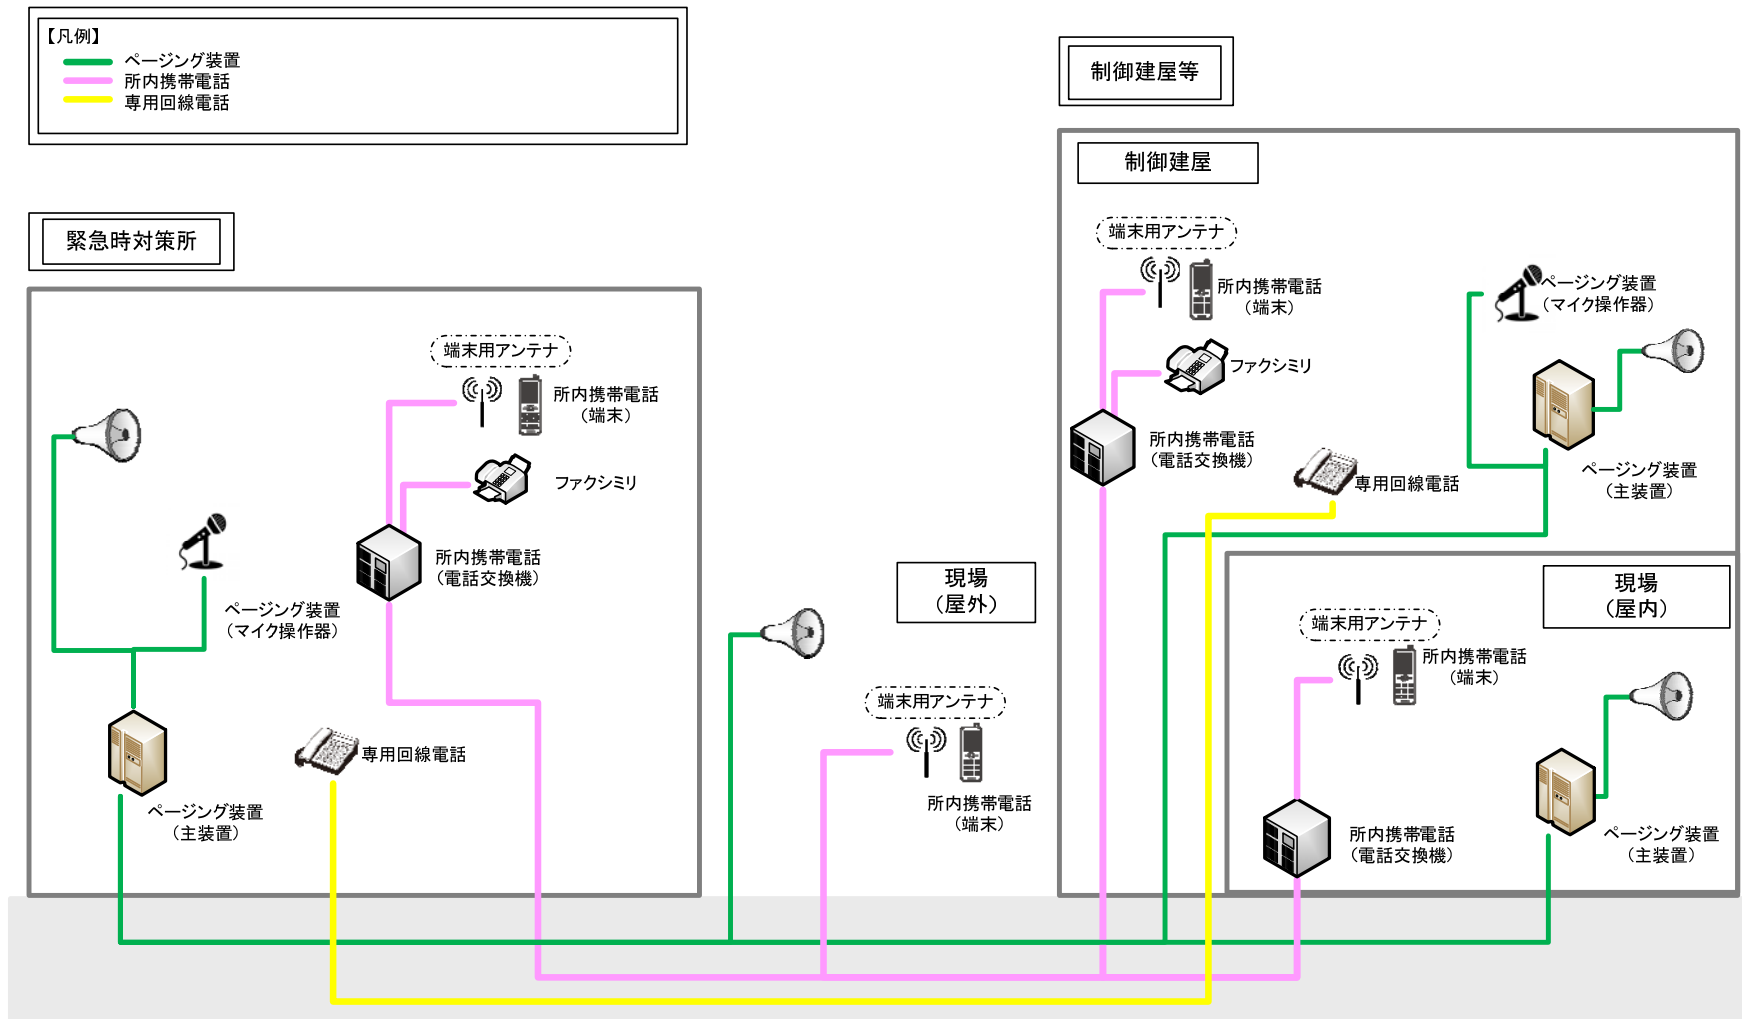 【凡例】
ページング装置
所内携帯電話
専用回線電話
緊急時対策所
端末用アンテナ
所内携帯電話
（端末）
ファクシミリ
所内携帯電話
（電話交換機）
ページング装置
（マイク操作器）
ページング装置
（主装置）
専用回線電話
現場
（屋外）
端末用アンテナ
所内携帯電話
（端末）
制御建屋等
制御建屋
端末用アンテナ
所内携帯電話
（端末）
ファクシミリ
所内携帯電話
（電話交換機）
専用回線電話
ページング装置
（マイク操作器）
ページング装置
（主装置）
現場
（屋内）
端末用アンテナ
所内携帯電話
（端末）
所内携帯電話
（電話交換機）
ページング装置
（主装置）